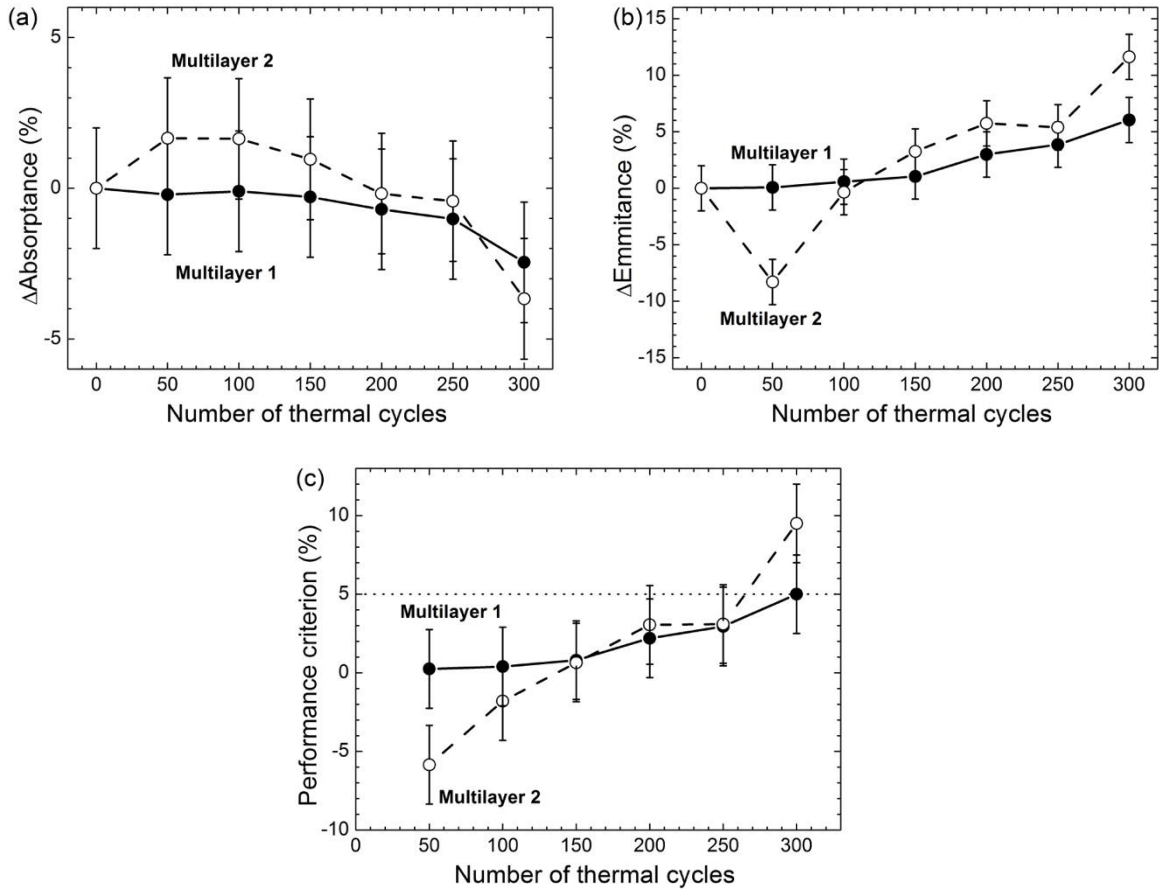 (a)
5
0
-5
ΔAbsorptance (%)
Multilayer 2
Multilayer 1
0 50 100 150 200 250 300
Number of thermal cycles
(b)
15
10
5
0
-5
-10
-15
ΔEmmitance (%)
Multilayer 1
Multilayer 2
0 50 100 150 200 250 300
Number of thermal cycles
(c)
10
5
0
-5
-10
Performance criterion (%)
Multilayer 1
Multilayer 2
50 100 150 200 250 300
Number of thermal cycles